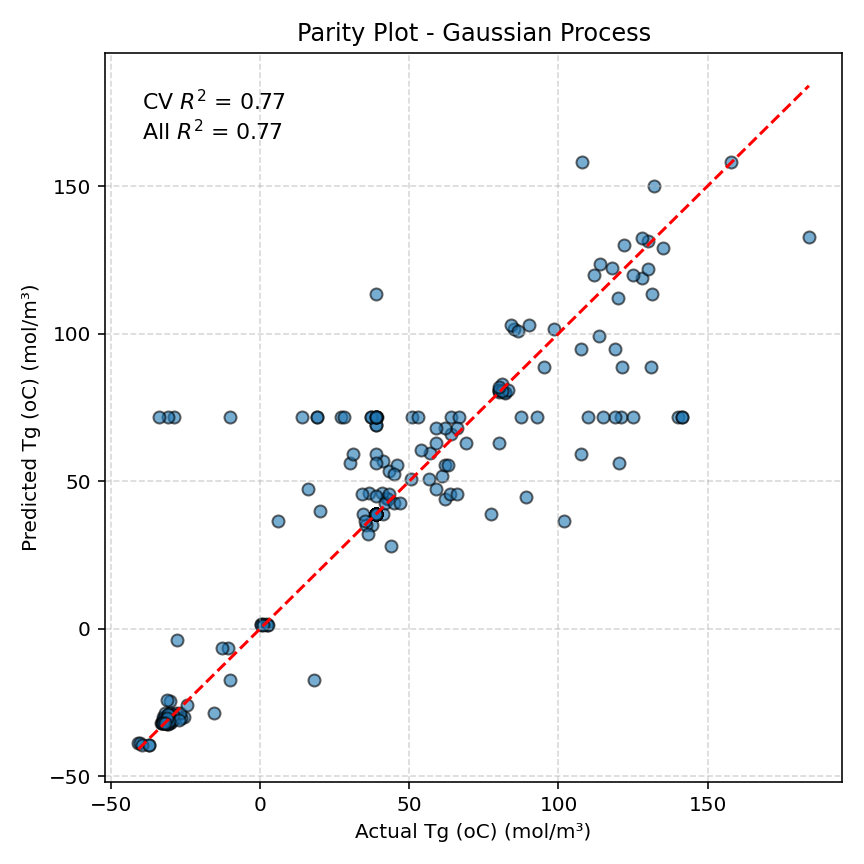 Parity Plot - Gaussian Process
CV R² = 0.77
All R² = 0.77
150
100
50
0
−50
Predicted Tg (oC) (mol/m³)
−50 0 50 100 150
Actual Tg (oC) (mol/m³)